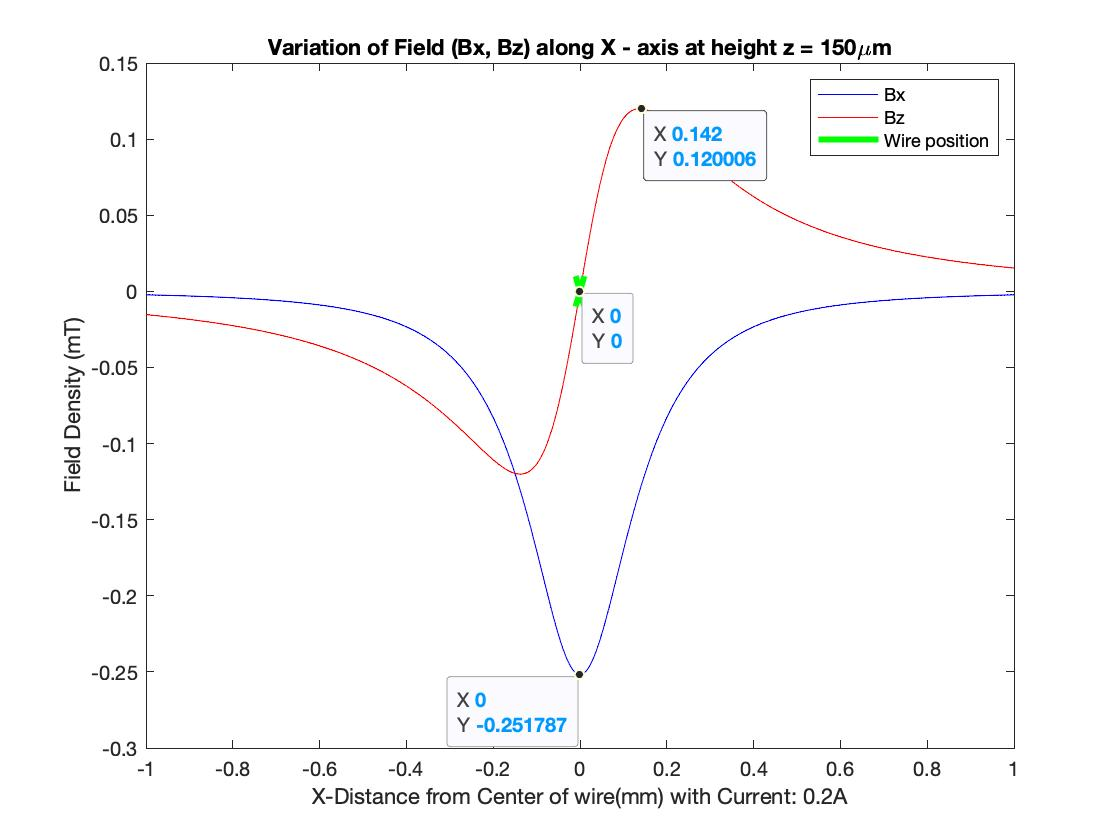 Variation of Field (Bx, Bz) along X - axis at height z = 150μm
0.15
0.1
0.05
0
-0.05
-0.1
-0.15
-0.2
-0.25
-0.3
Field Density (mT)
Bx
Bz
Wire position
X 0.142
Y 0.120006
X 0
Y 0
X 0
Y -0.251787
-1 -0.8 -0.6 -0.4 -0.2 0 0.2 0.4 0.6 0.8 1
X-Distance from Center of wire(mm) with Current: 0.2A